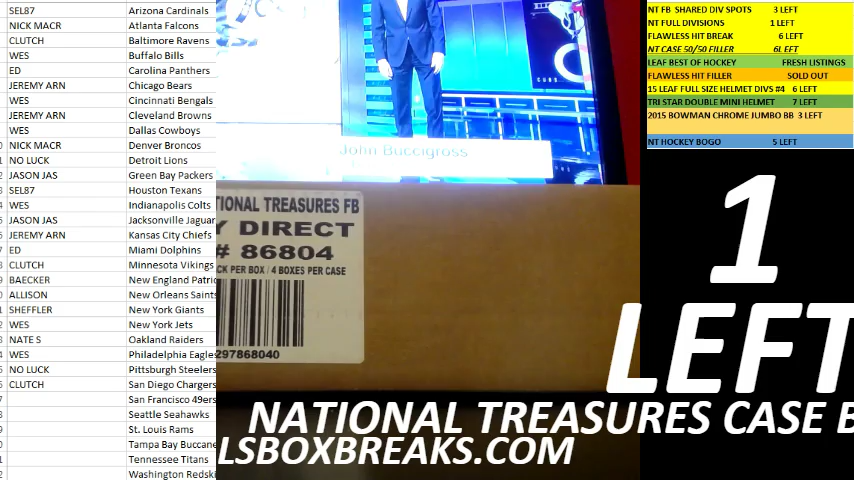 SEL87 Arizona Cardinals
NICK MACR Atlanta Falcons
CLUTCH Baltimore Ravens
WES Buffalo Bills
ED Carolina Panthers
JEREMY ARN Chicago Bears
WES Cincinnati Bengals
JEREMY ARN Cleveland Browns
WES Dallas Cowboys
NICK MACR Denver Broncos
NO LUCK Detroit Lions
JASON JAS Green Bay Packers
SEL87 Houston Texans
WES Indianapolis Colts
JASON JAS Jacksonville Jaguar
JEREMY ARN Kansas City Chiefs
ED Miami Dolphins
CLUTCH Minnesota Vikings
BAECKER New England Patric
ALLISON New Orleans Saints
SHEFFLER New York Giants
WES New York Jets
NATE S Oakland Raiders
WES Philadelphia Eagles
NO LUCK Pittsburgh Steelers
CLUTCH San Diego Chargers
San Francisco 49ers
Seattle Seahawks
St. Louis Rams
Tampa Bay Buccane
Tennessee Titans
Washington Redski
John Buccigross
CUBS
TIONAL TREASURES FB
Y DIRECT
# 86804
CK PER BOX / 4 BOXES PER CASE
297868040
NT FB SHARED DIV SPOTS 3 LEFT
NT FULL DIVISIONS 1 LEFT
FLAWLESS HIT BREAK 6 LEFT
NT CASE 50/50 FILLER 6L LEFT
LEAF BEST OF HOCKEY FRESH LISTINGS
FLAWLESS HIT FILLER SOLD OUT
15 LEAF FULL SIZE HELMET DIVS #4 6 LEFT
TRI STAR DOUBLE MINI HELMET 7 LEFT
2015 BOWMAN CHROME JUMBO BB 3 LEFT
NT HOCKEY BOGO 5 LEFT
1
LEFT
NATIONAL TREASURES CASE B
LSBOXBREAKS.COM